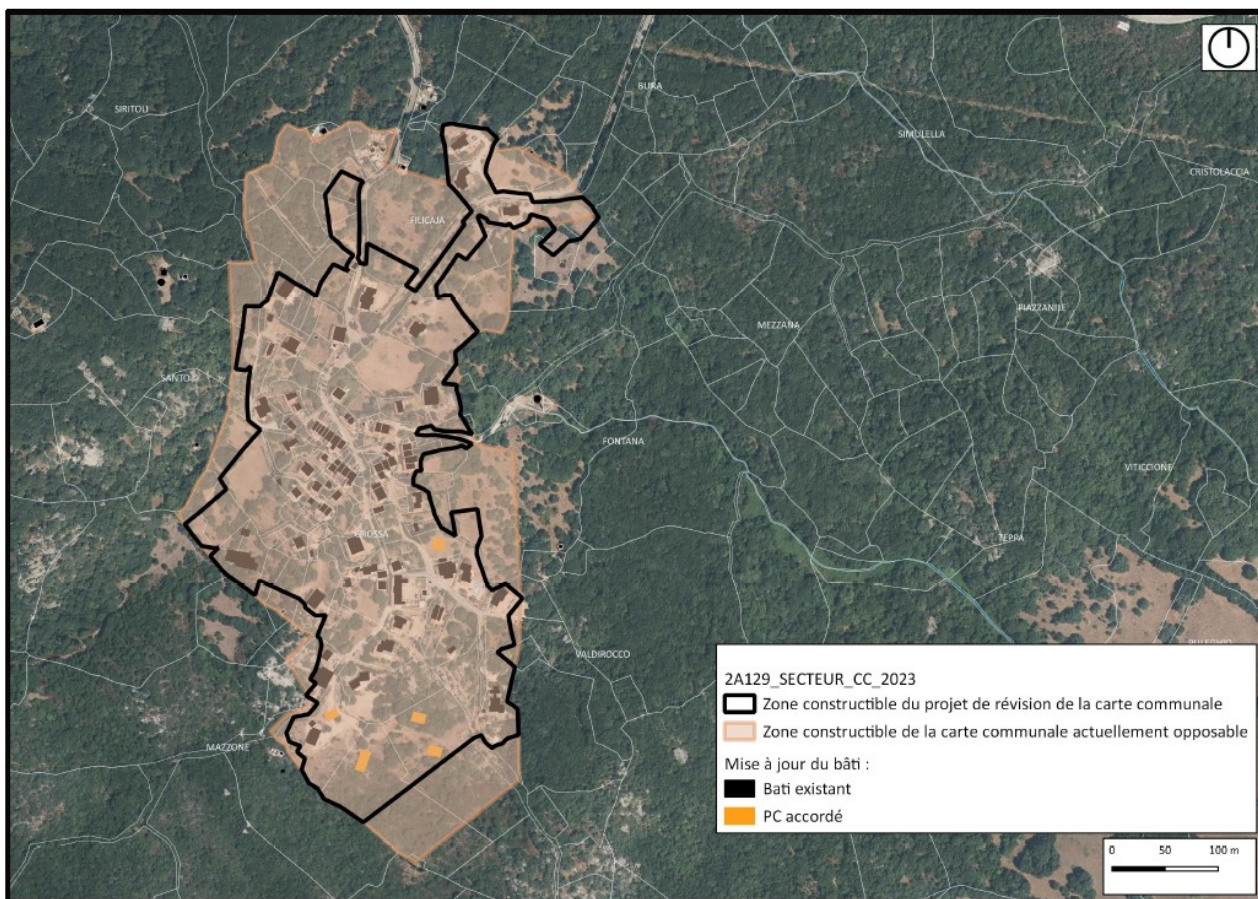 BURA
SIRITOLI
SIMULELLA
CRISTOLACCIA
FILICAJA
PIAZZANILE
MEZZANA
SANTO
FONTANA
VITICCIONE
GROSSA
TEPPA
VALDIROCCO
MAZZONE
2A129_SECTEUR_CC_2023
Zone constructible du projet de révision de la carte communale
Zone constructible de la carte communale actuellement opposable
Mise à jour du bâti :
Bati existant
PC accordé
0 50 100 m